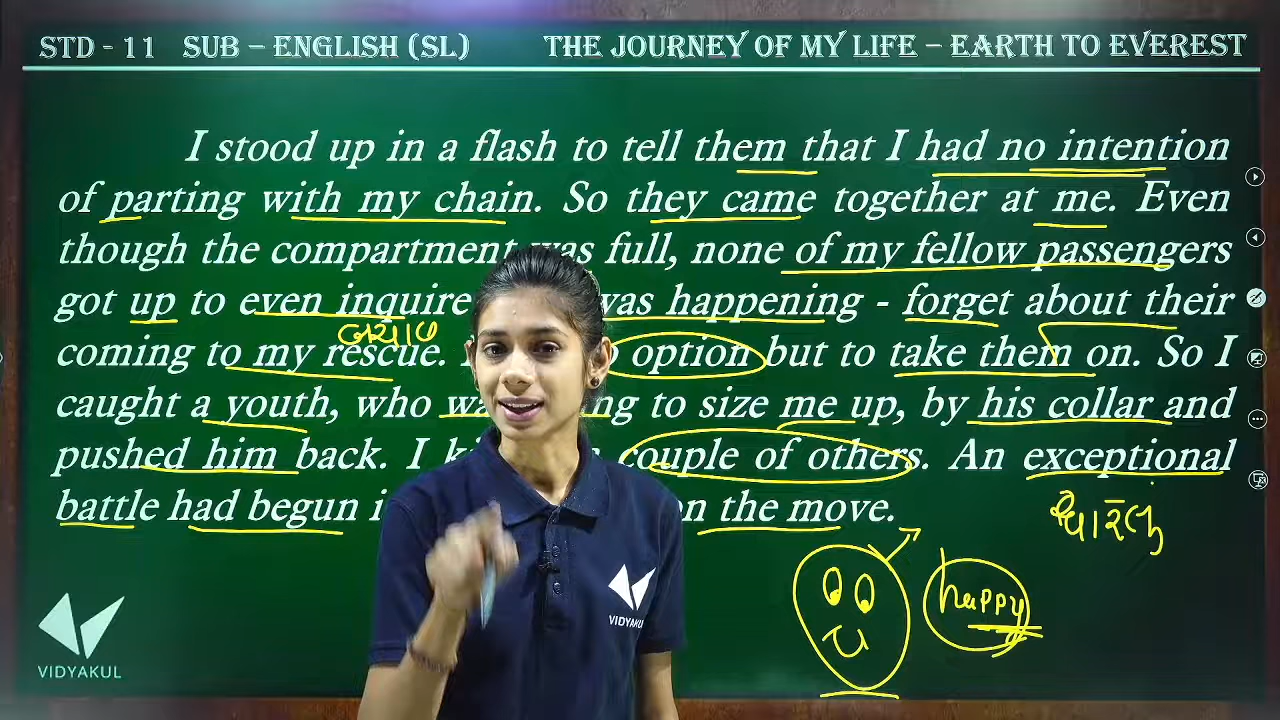 STD - 11 SUB – ENGLISH (SL) THE JOURNEY OF MY LIFE – EARTH TO EVEREST
I stood up in a flash to tell them that I had no intention
of parting with my chain. So they came together at me. Even
though the compartment was full, none of my fellow passengers
got up to even inquire was happening - forget about their
બચાવ
coming to my rescue. option but to take them on. So I
caught a youth, who to size me up, by his collar and
pushed him back. I couple of others. An exceptional
battle had begun on the move.
happy
VIDYAKUL
VIDYAKUL